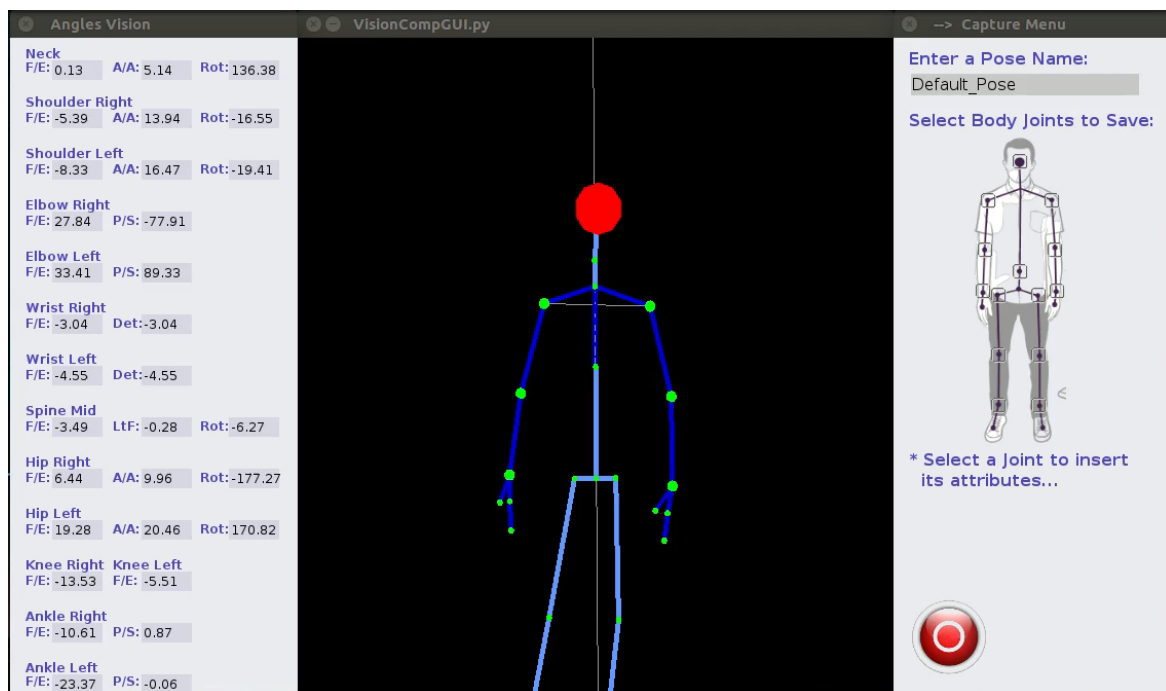 Angles Vision
Neck
F/E: 0.13 A/A: 5.14 Rot: 136.38
Shoulder Right
F/E: -5.39 A/A: 13.94 Rot: -16.55
Shoulder Left
F/E: -8.33 A/A: 16.47 Rot: -19.41
Elbow Right
F/E: 27.84 P/S: -77.91
Elbow Left
F/E: 33.41 P/S: 89.33
Wrist Right
F/E: -3.04 Det: -3.04
Wrist Left
F/E: -4.55 Det: -4.55
Spine Mid
F/E: -3.49 LtF: -0.28 Rot: -6.27
Hip Right
F/E: 6.44 A/A: 9.96 Rot: -177.27
Hip Left
F/E: 19.28 A/A: 20.46 Rot: 170.82
Knee Right Knee Left
F/E: -13.53 F/E: -5.51
Ankle Right
F/E: -10.61 P/S: 0.87
Ankle Left
F/E: -23.37 P/S: -0.06
VisionCompGUI.py
--> Capture Menu
Enter a Pose Name:
Default_Pose
Select Body Joints to Save:
* Select a Joint to insert
its attributes...